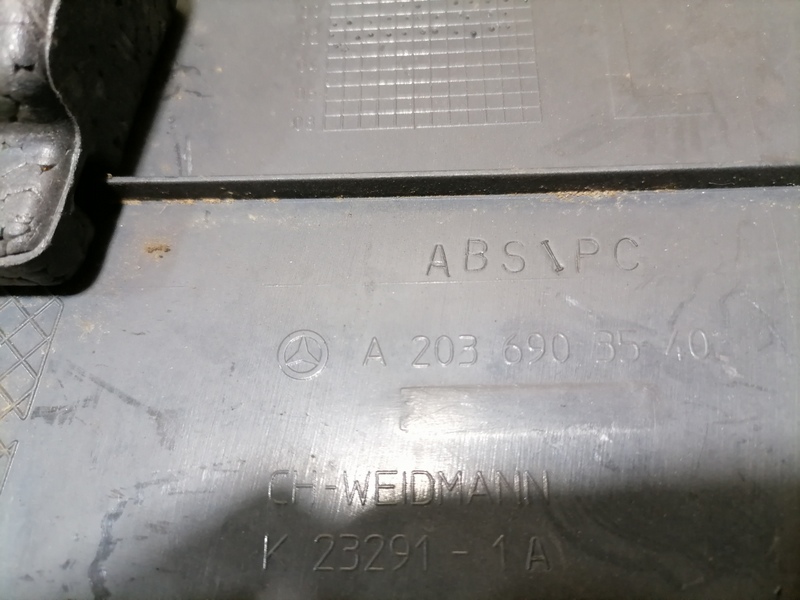 ABS\PC
A 203 690 35 40
CH-WEIDMANN
K 23291-1A